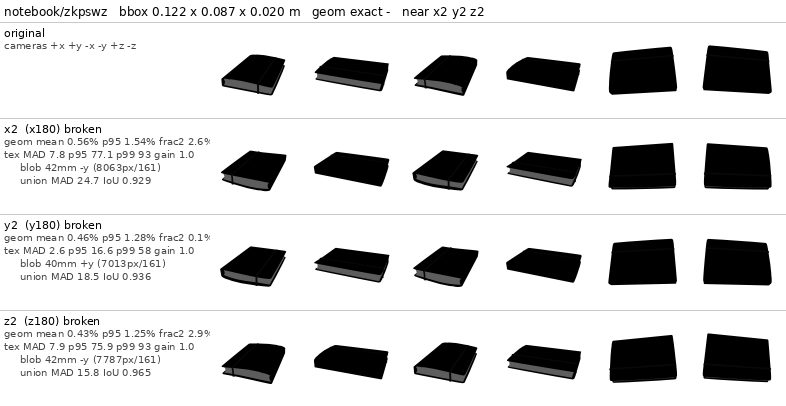 notebook/zkpswz   bbox 0.122 x 0.087 x 0.020 m   geom exact -   near x2 y2 z2
original
cameras +x +y -x -y +z -z
x2  (x180) broken
geom mean 0.56% p95 1.54% frac2 2.6%
tex MAD 7.8 p95 77.1 p99 93 gain 1.0
blob 42mm -y (8063px/161)
union MAD 24.7 IoU 0.929
y2  (y180) broken
geom mean 0.46% p95 1.28% frac2 0.1%
tex MAD 2.6 p95 16.6 p99 58 gain 1.0
blob 40mm +y (7013px/161)
union MAD 18.5 IoU 0.936
z2  (z180) broken
geom mean 0.43% p95 1.25% frac2 2.9%
tex MAD 7.9 p95 75.9 p99 93 gain 1.0
blob 42mm -y (7787px/161)
union MAD 15.8 IoU 0.965